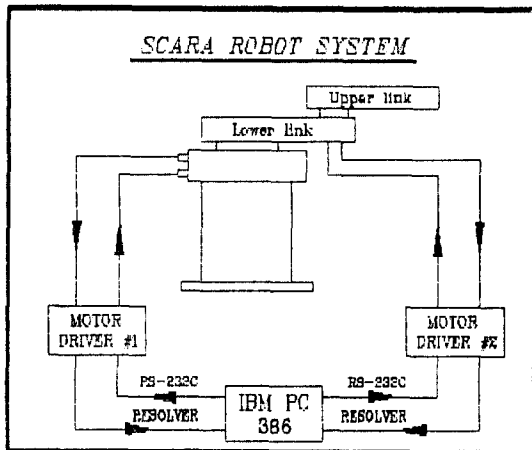 SCARA ROBOT SYSTEM
Upper link
Lower link
MOTOR
DRIVER #1
MOTOR
DRIVER #2
RS-232C
RS-232C
IBM PC
386
RESOLVER
RESOLVER